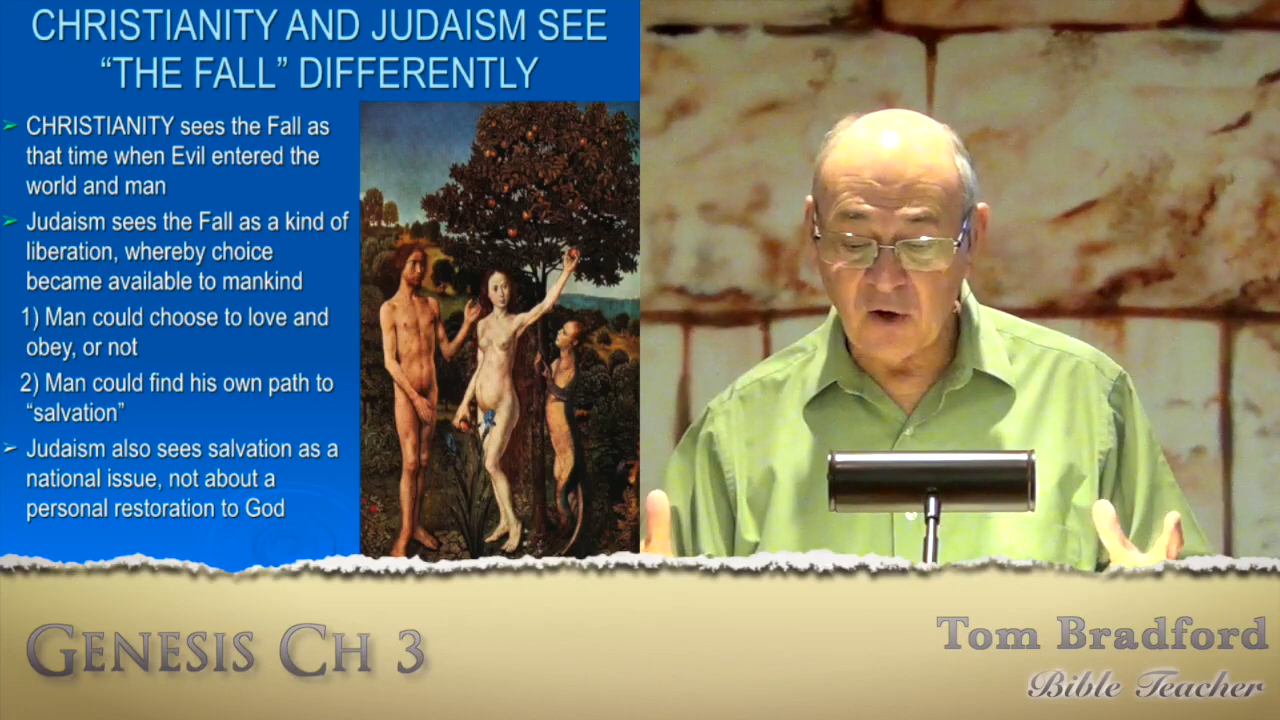 CHRISTIANITY AND JUDAISM SEE
“THE FALL” DIFFERENTLY
➢ CHRISTIANITY sees the Fall as
that time when Evil entered the
world and man
➢ Judaism sees the Fall as a kind of
liberation, whereby choice
became available to mankind
1) Man could choose to love and
obey, or not
2) Man could find his own path to
“salvation”
➢ Judaism also sees salvation as a
national issue, not about a
personal restoration to God
GENESIS CH 3
Tom Bradford
Bible Teacher